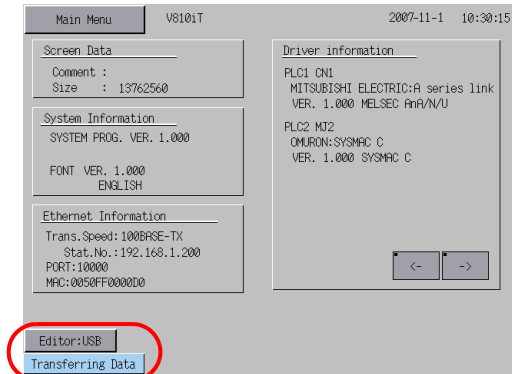 Main Menu V810iT 2007-11-1 10:30:15
Screen Data
Comment :
Size : 13762560
System Information
SYSTEM PROG. VER. 1.000
FONT VER. 1.000
ENGLISH
Ethernet Information
Trans.Speed:100BASE-TX
Stat.No.:192.168.1.200
PORT:10000
MAC:0050FF0000D0
Driver information
PLC1 CN1
MITSUBISHI ELECTRIC:A series link
VER. 1.000 MELSEC AnA/N/U
PLC2 MJ2
OMURON:SYSMAC C
VER. 1.000 SYSMAC C
<- ->
Editor:USB
Transferring Data